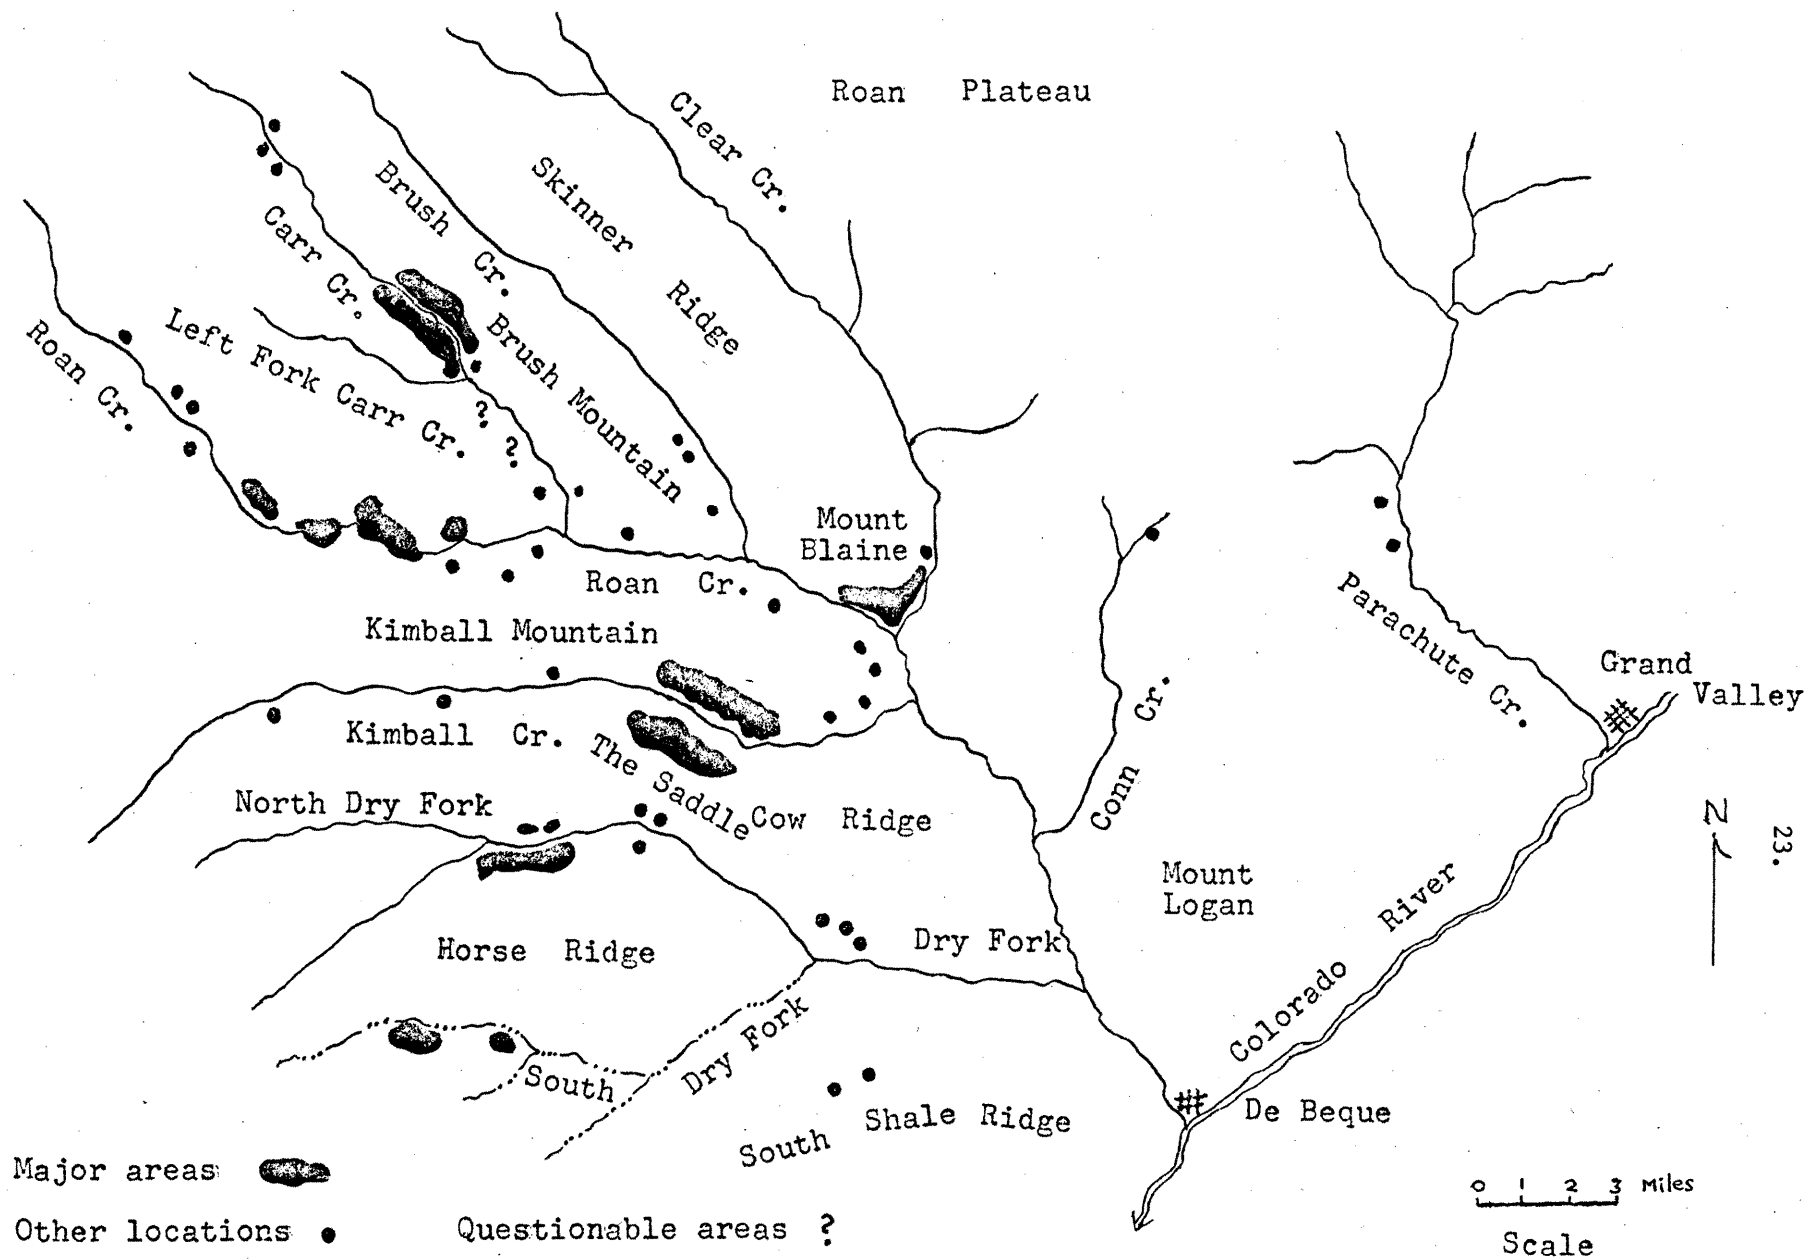 Roan Plateau
Clear Cr.
Skinner Ridge
Brush Cr.
Carr Cr.
Brush Mountain
Left Fork Carr Cr.
Roan Cr.
? ?
Mount
Blaine
Roan Cr.
Kimball Mountain
Parachute Cr.
Grand
Valley
Kimball Cr.
The Saddle
Conn Cr.
North Dry Fork
Cow Ridge
N
23.
Mount
Logan
Colorado River
Horse Ridge
Dry Fork
South Dry Fork
De Beque
South Shale Ridge
Major areas
Other locations
Questionable areas ?
0 1 2 3 Miles
Scale